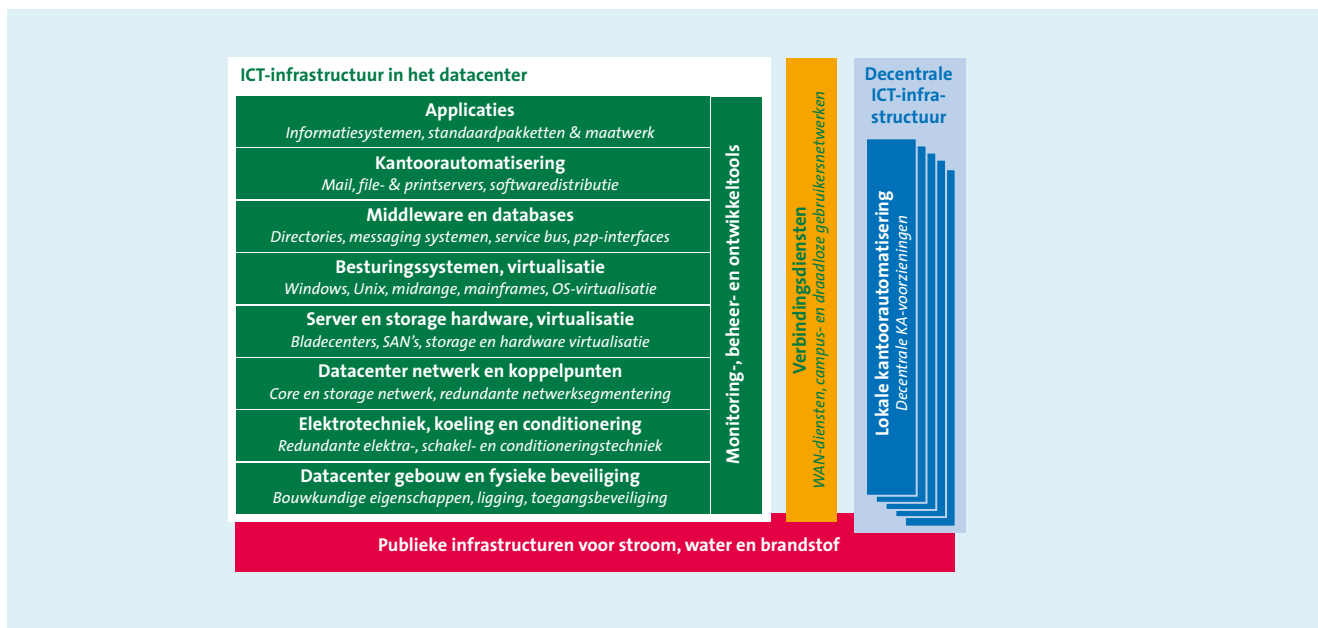 ICT-infrastructuur in het datacenter
Applicaties
Informatiesystemen, standaardpakketten & maatwerk
Kantoorautomatisering
Mail, file- & printservers, softwaredistributie
Middleware en databases
Directories, messaging systemen, service bus, p2p-interfaces
Besturingssystemen, virtualisatie
Windows, Unix, midrange, mainframes, OS-virtualisatie
Server en storage hardware, virtualisatie
Bladecenters, SAN's, storage en hardware virtualisatie
Datacenter netwerk en koppelpunten
Core en storage netwerk, redundante netwerksegmentering
Elektrotechniek, koeling en conditionering
Redundante elektra-, schakel- en conditioneringstechniek
Datacenter gebouw en fysieke beveiliging
Bouwkundige eigenschappen, ligging, toegangsbeveiliging
Monitoring-, beheer- en ontwikkeltools
Verbindingsdiensten
WAN-diensten, campus- en draadloze gebruikersnetwerken
Decentrale
ICT-infra-
structuur
Lokale kantoorautomatisering
Decentrale KA-voorzieningen
Publieke infrastructuren voor stroom, water en brandstof